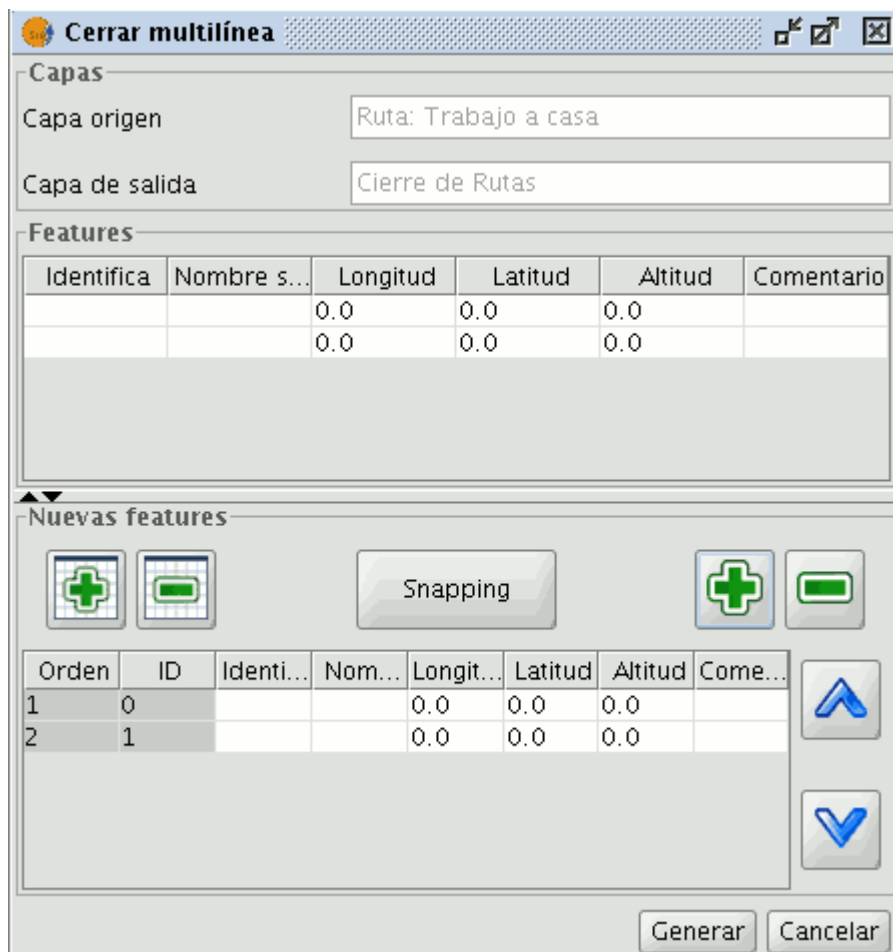 Cerrar multilínea
Capas
Capa origen Ruta: Trabajo a casa
Capa de salida Cierre de Rutas
Features
Identifica Nombre s... Longitud Latitud Altitud Comentario
0.0 0.0 0.0
0.0 0.0 0.0
Nuevas features
Snapping
Orden ID Identi... Nom... Longit... Latitud Altitud Come...
1 0 0.0 0.0 0.0
2 1 0.0 0.0 0.0
Generar Cancelar